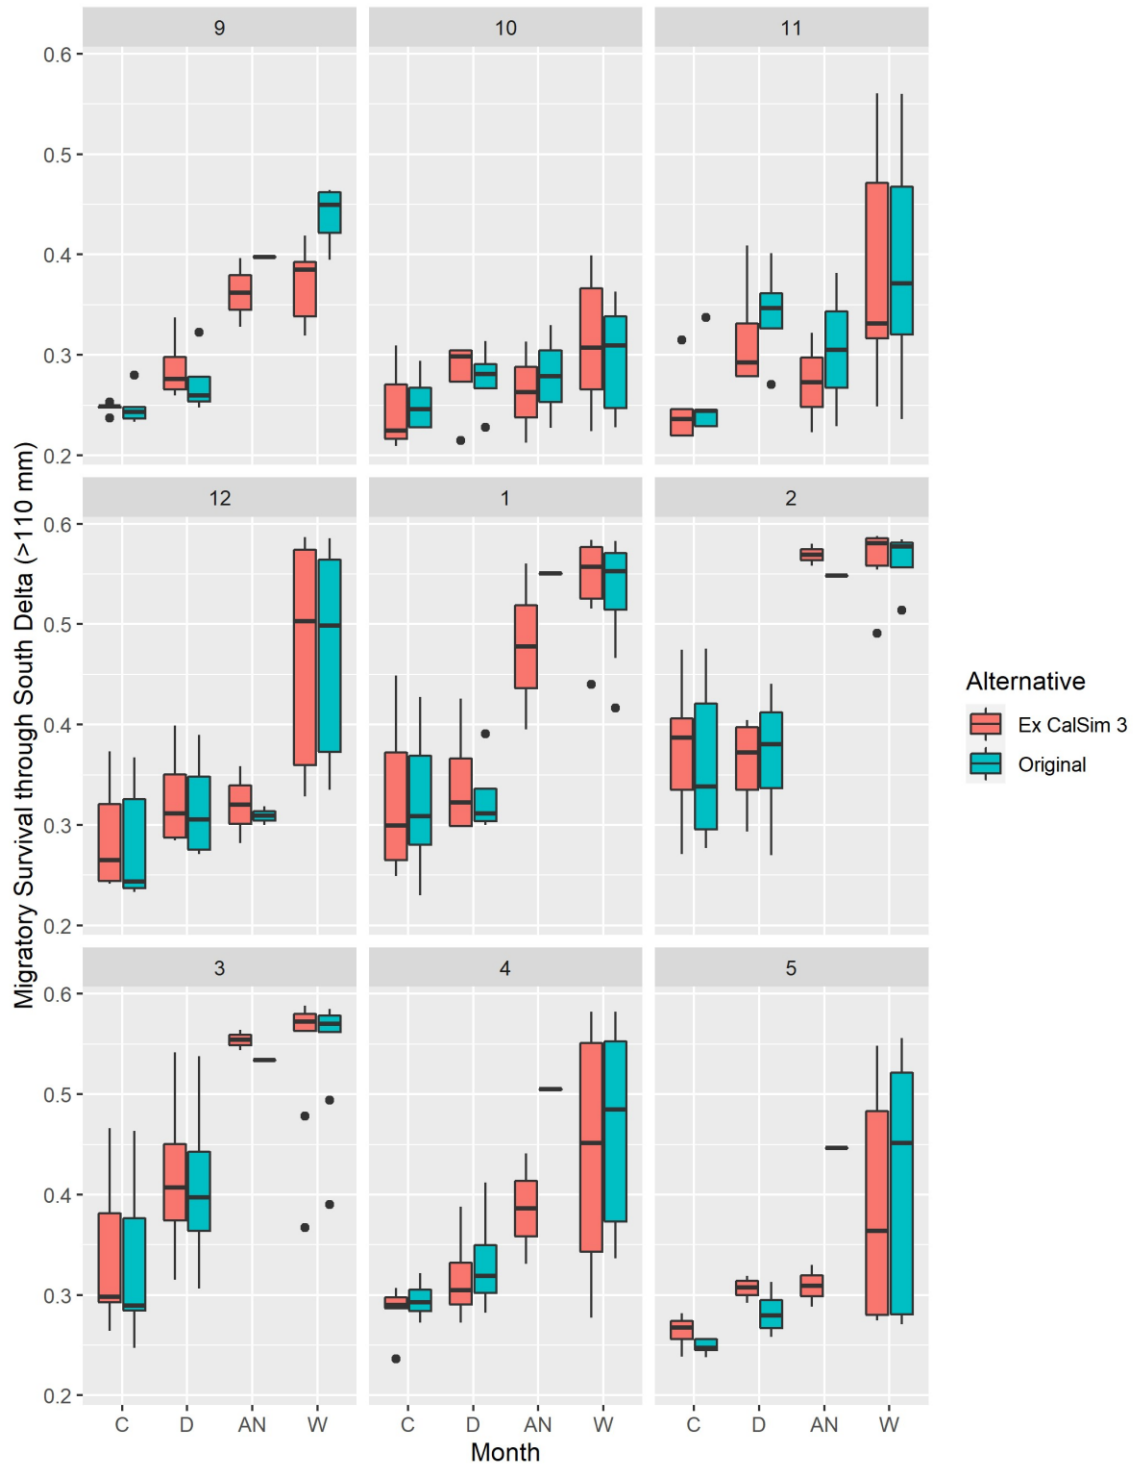 9 10 11
0.6
0.5
0.4
0.3
0.2
12 1 2
0.6
0.5
0.4
0.3
0.2
3 4 5
0.6
0.5
0.4
0.3
0.2
C D AN W C D AN W C D AN W
Month
Migratory Survival through South Delta (>110 mm)
Alternative
Ex CalSim 3
Original